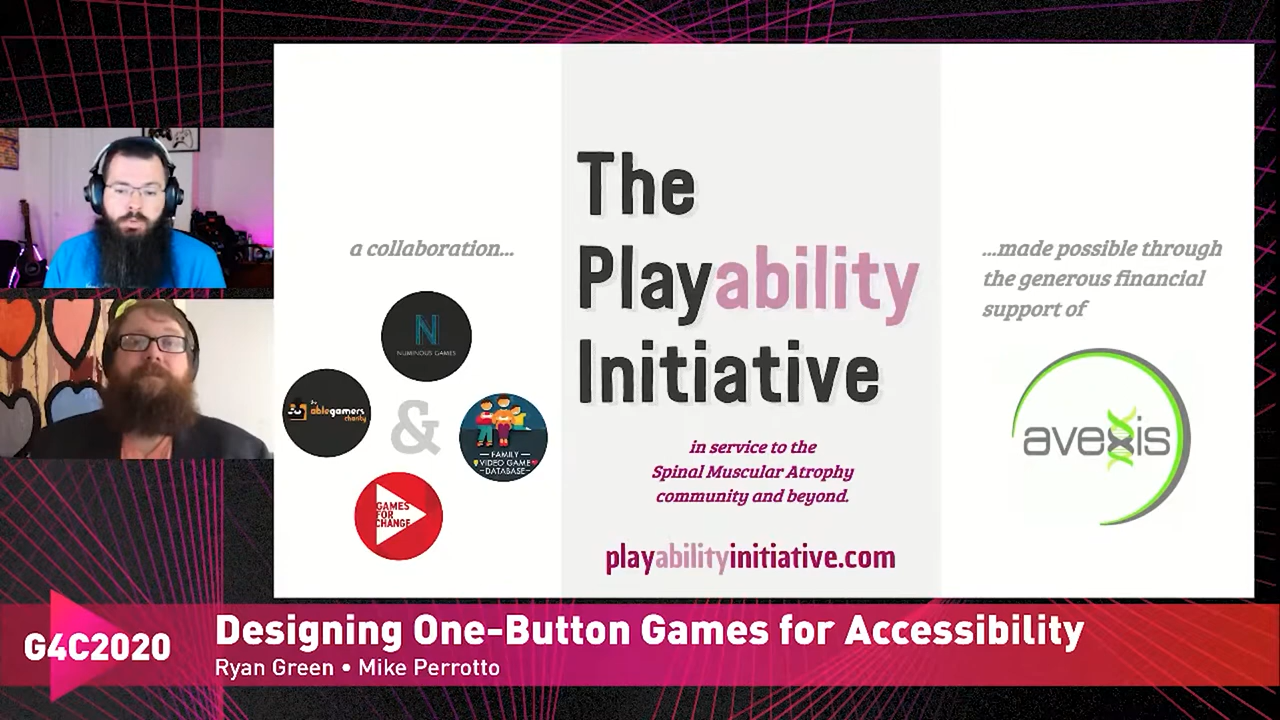 a collaboration...
N
NUMINOUS GAMES
the
ablegamers
charity
&
FAMILY
VIDEO GAME
DATABASE
GAMES
FOR
CHANGE
The
Playability
Initiative
in service to the
Spinal Muscular Atrophy
community and beyond.
playabilityinitiative.com
...made possible through
the generous financial
support of
avexis
G4C2020
Designing One-Button Games for Accessibility
Ryan Green • Mike Perrotto